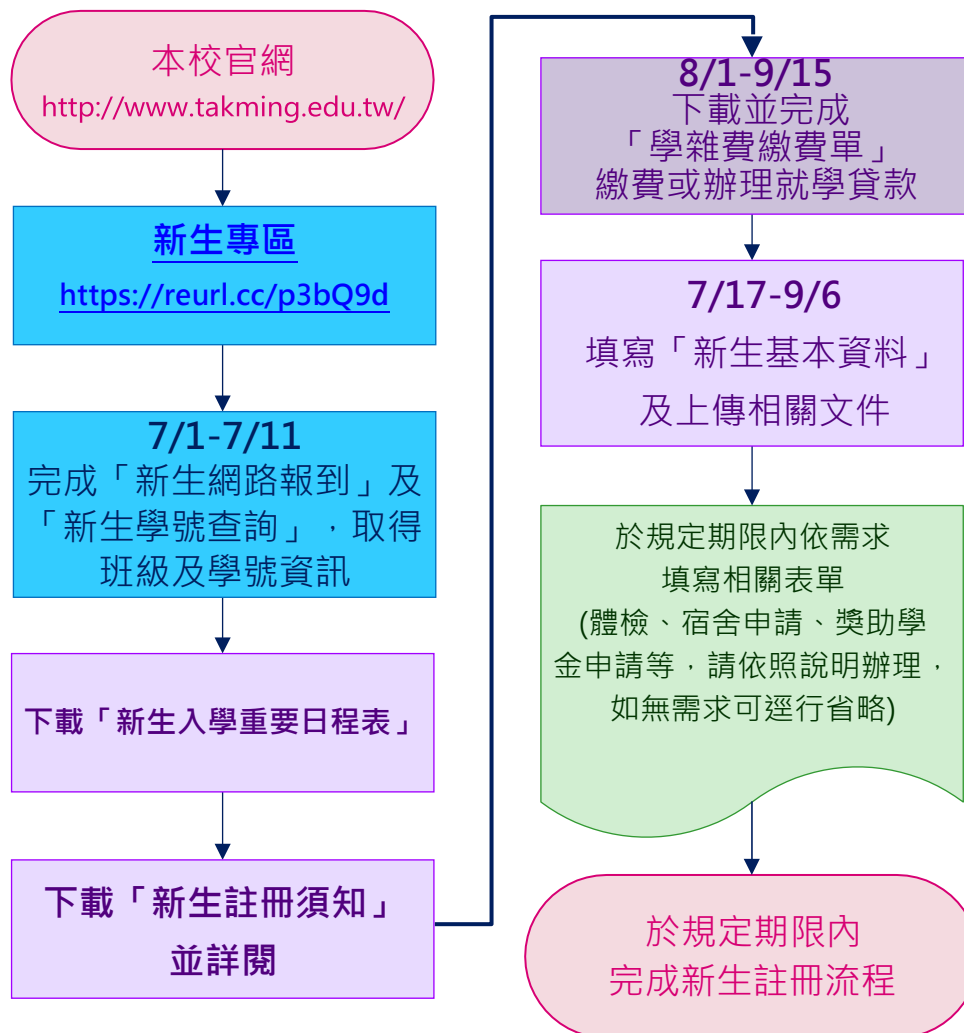 本校官網
http://www.takming.edu.tw/
新生專區
https://reurl.cc/p3bQ9d
7/1-7/11
完成「新生網路報到」及
「新生學號查詢」，取得
班級及學號資訊
下載「新生入學重要日程表」
下載「新生註冊須知」
並詳閱
8/1-9/15
下載並完成
「學雜費繳費單」
繳費或辦理就學貸款
7/17-9/6
填寫「新生基本資料」
及上傳相關文件
於規定期限內依需求
填寫相關表單
(體檢、宿舍申請、獎助學
金申請等，請依照說明辦理，
如無需求可逕行省略)
於規定期限內
完成新生註冊流程